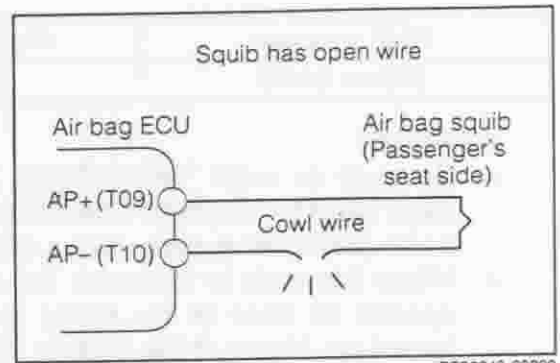 Squib has open wire
Air bag ECU
Air bag squib
(Passenger's
seat side)
AP+(T09)
Cowl wire
AP–(T10)